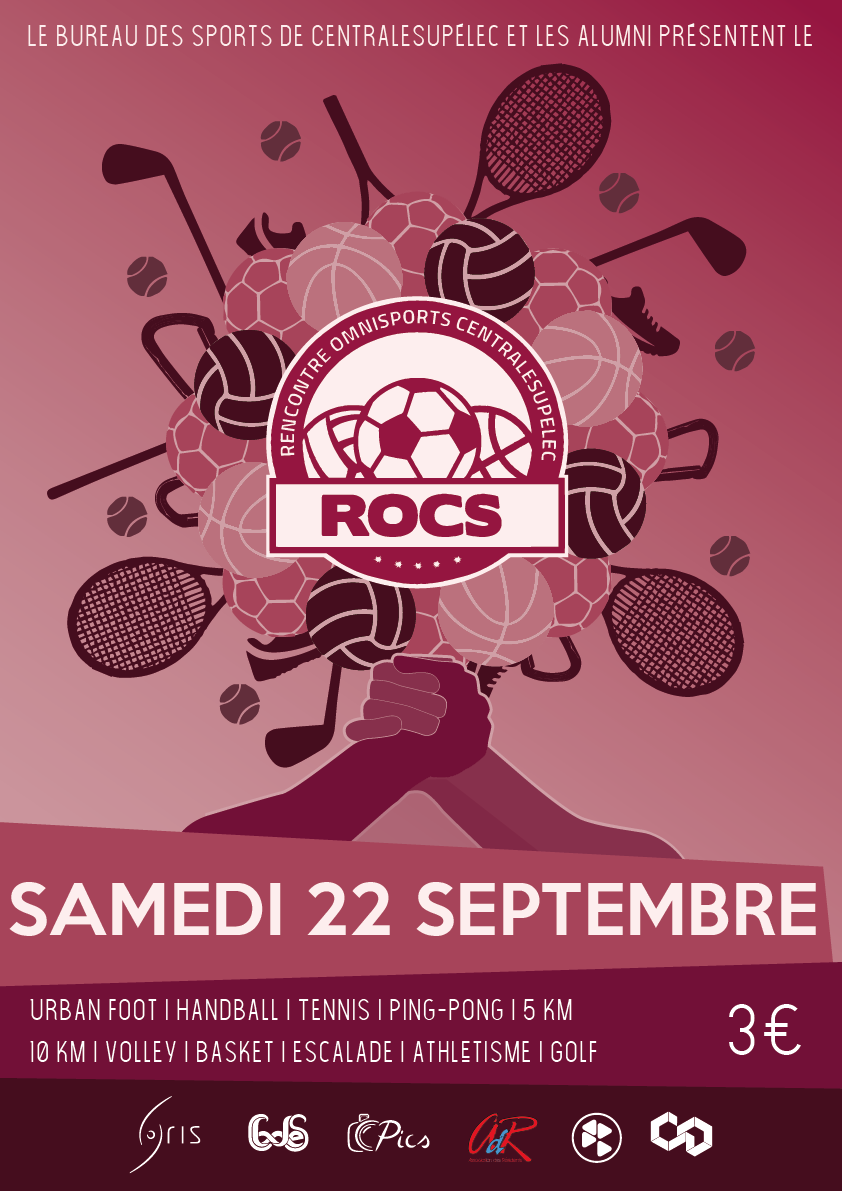 LE BUREAU DES SPORTS DE CENTRALESUPÉLEC ET LES ALUMNI PRÉSENTENT LE
RENCONTRE OMNISPORTS CENTRALESUPELEC
ROCS
SAMEDI 22 SEPTEMBRE
URBAN FOOT | HANDBALL | TENNIS | PING-PONG | 5 KM
10 KM | VOLLEY | BASKET | ESCALADE | ATHLETISME | GOLF
3€
Pics
AdR